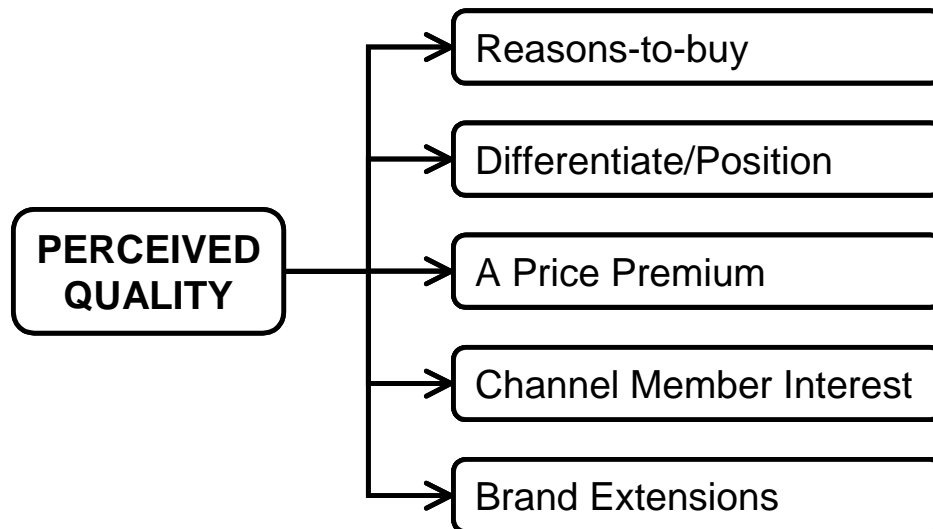 Reasons-to-buy
Differentiate/Position
PERCEIVED
QUALITY
A Price Premium
Channel Member Interest
Brand Extensions